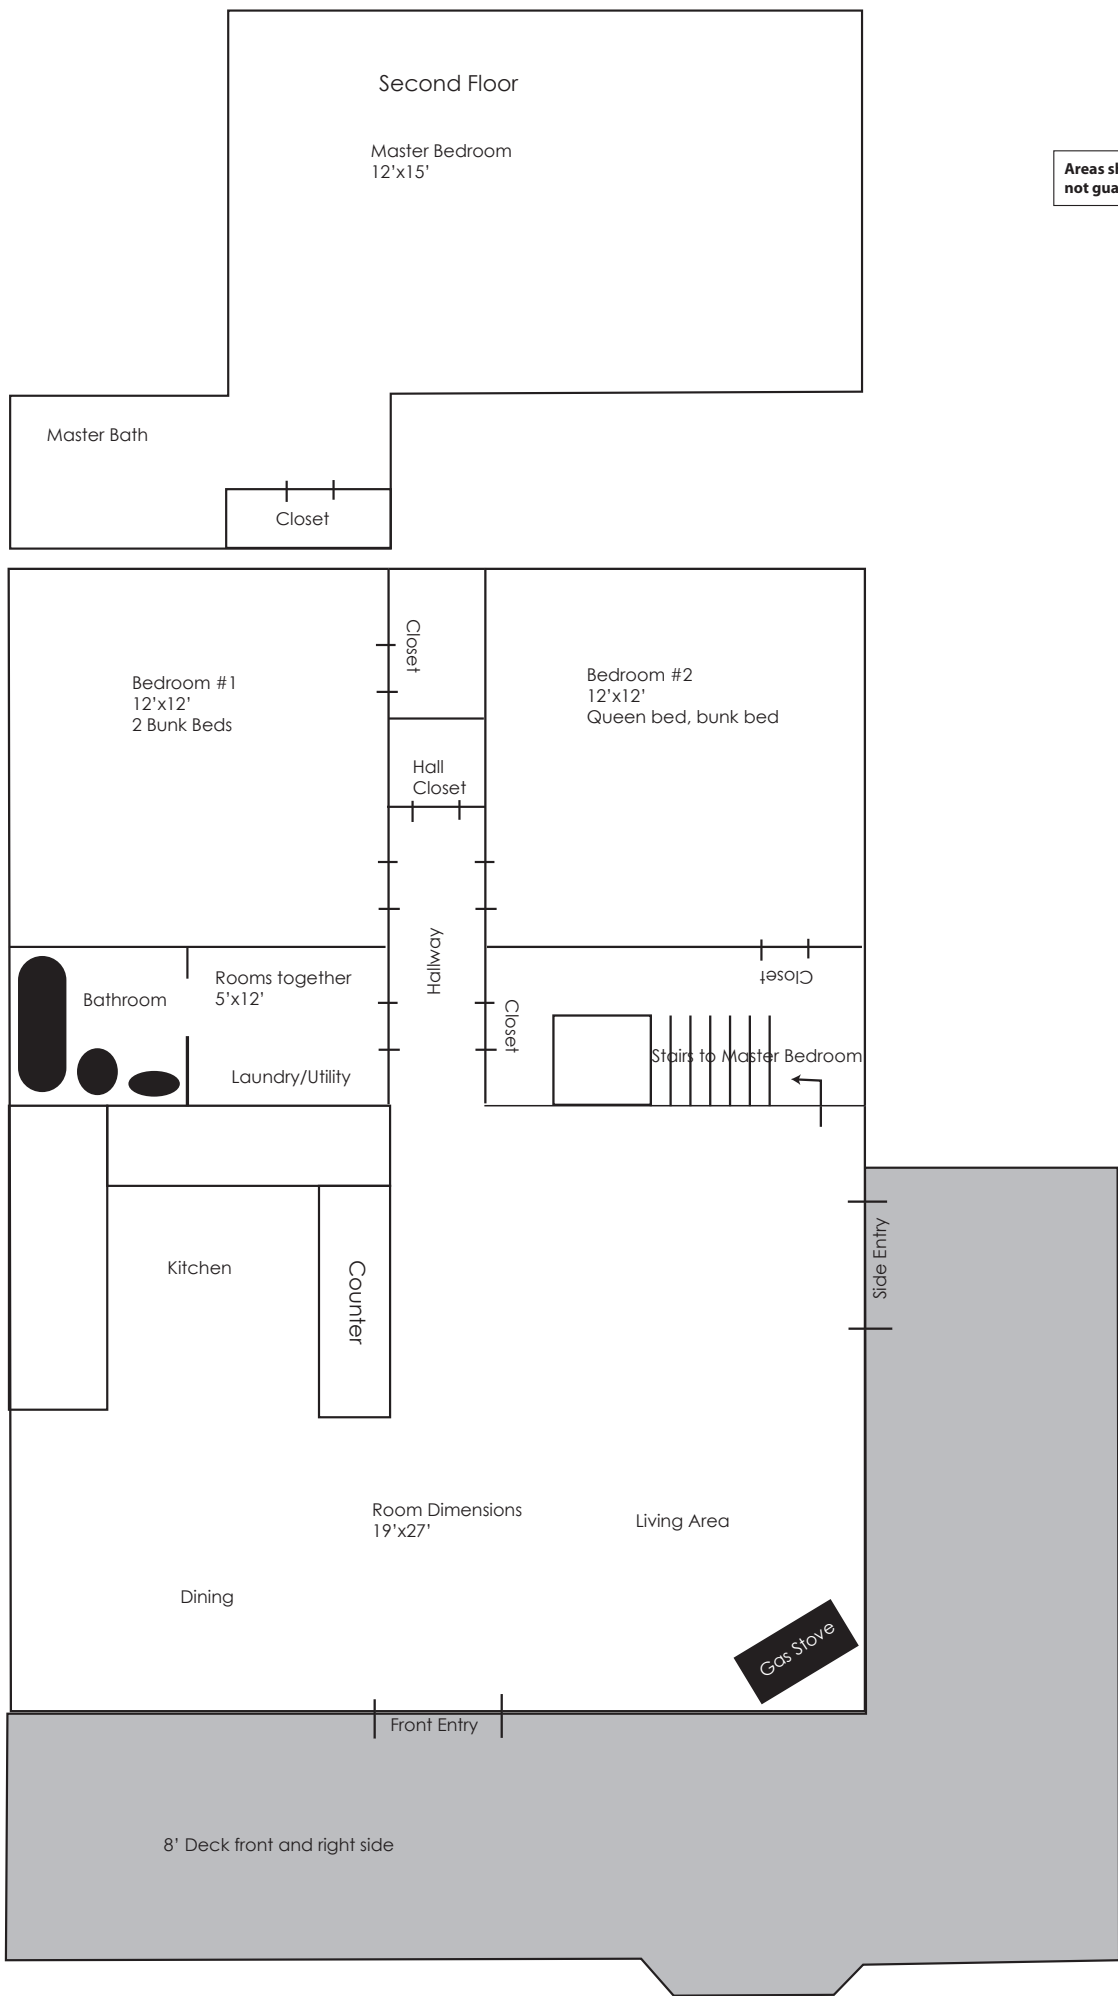 Second Floor
Master Bedroom
12’x15’
Areas
not
Master Bath
Closet
Closet
Bedroom #1
12’x12’
2 Bunk Beds
Bedroom #2
12’x12’
Queen bed, bunk bed
Hall
Closet
Hallway
Closet
Rooms together
5’x12’
Bathroom
Closet
Stairs to Master Bedroom
Laundry/Utility
Side Entry
Kitchen
Counter
Room Dimensions
19’x27’
Living Area
Dining
Gas Stove
Front Entry
8’ Deck front and right side